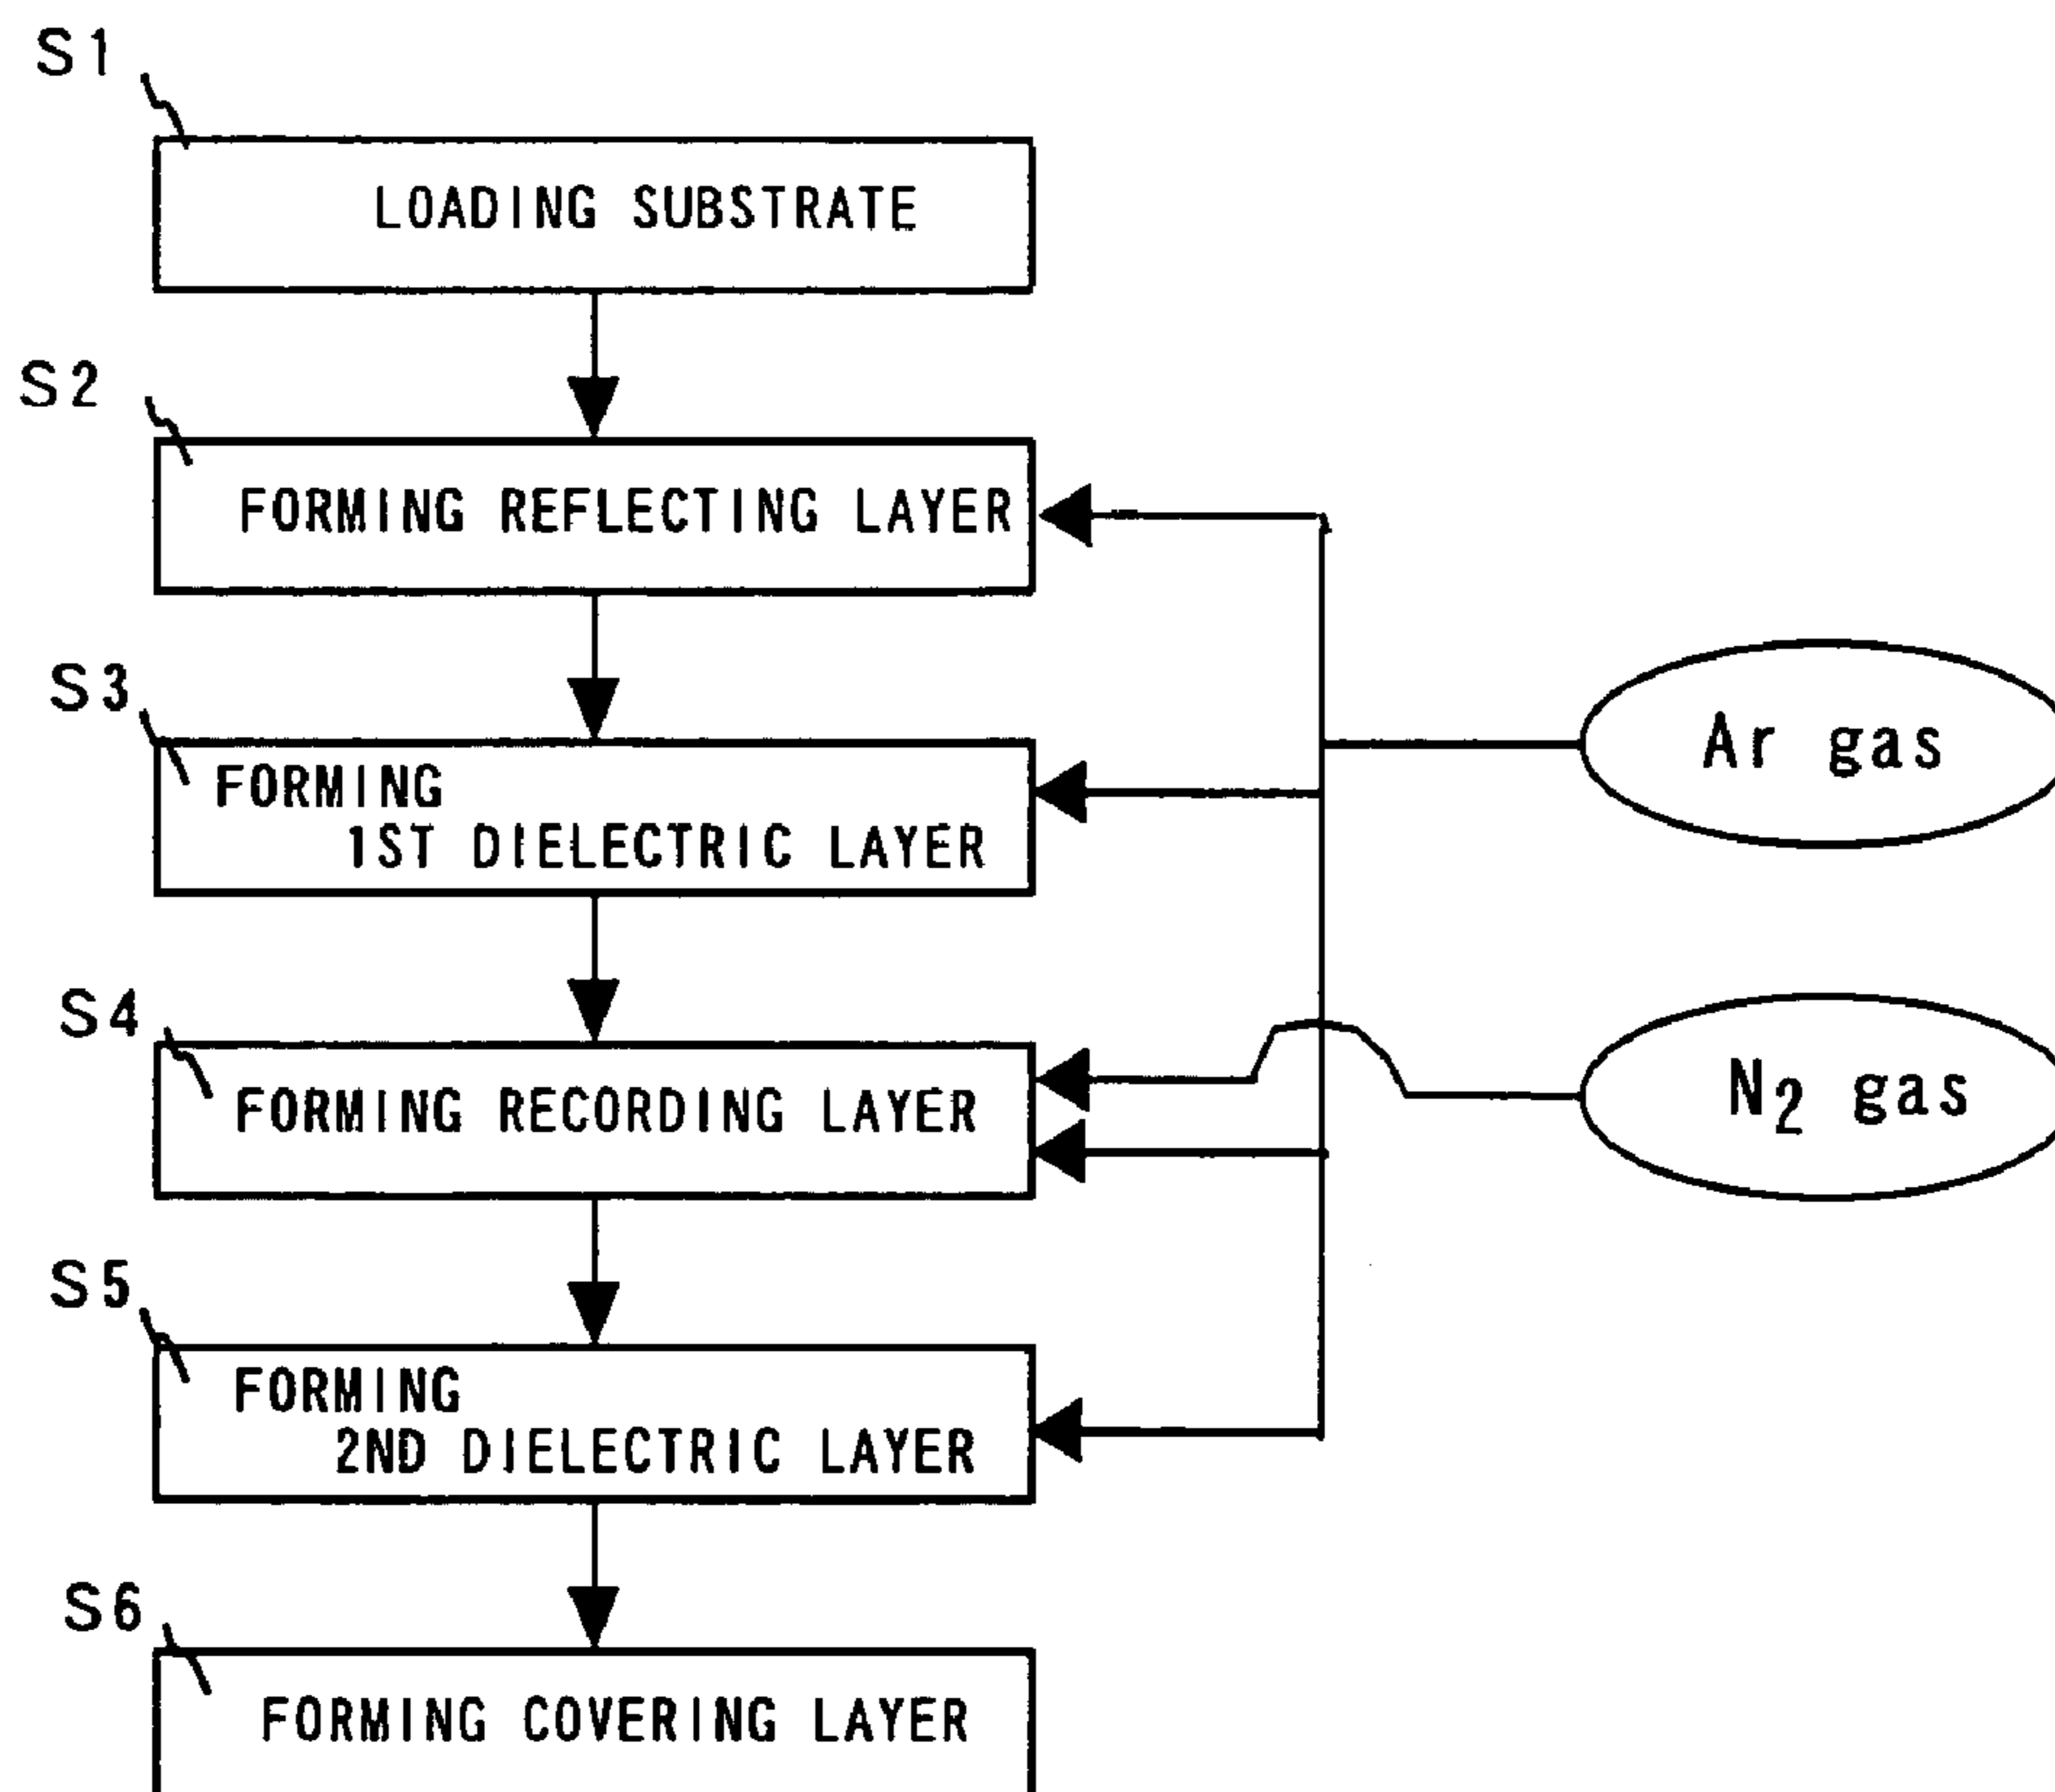 S1
LOADING SUBSTRATE
S2
FORMING REFLECTING LAYER
S3
FORMING
1ST DIELECTRIC LAYER
Ar gas
S4
FORMING RECORDING LAYER
N2 gas
S5
FORMING
2ND DIELECTRIC LAYER
S6
FORMING COVERING LAYER